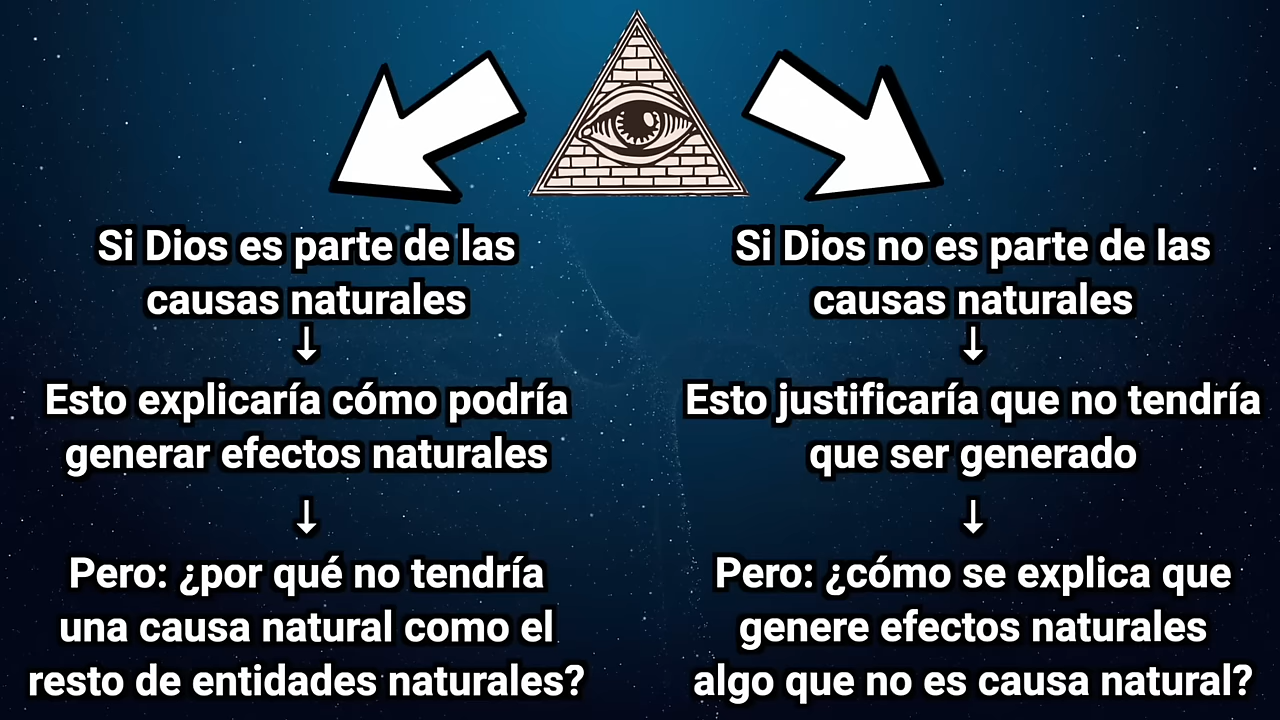 Si Dios es parte de las
causas naturales
↓
Esto explicaría cómo podría
generar efectos naturales
↓
Pero: ¿por qué no tendría
una causa natural como el
resto de entidades naturales?
Si Dios no es parte de las
causas naturales
↓
Esto justificaría que no tendría
que ser generado
↓
Pero: ¿cómo se explica que
genere efectos naturales
algo que no es causa natural?